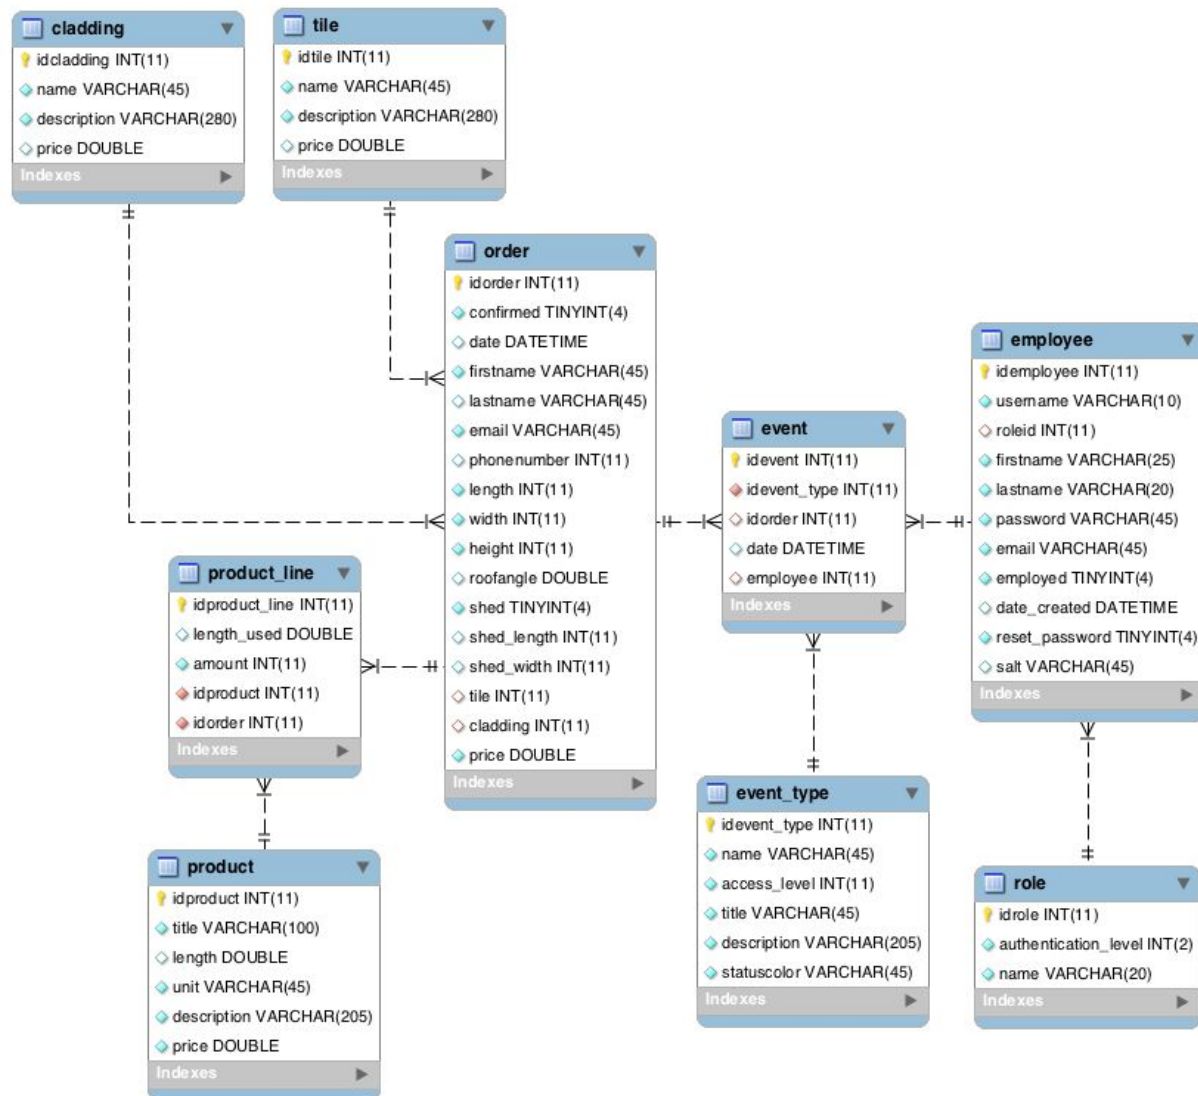 cladding
idcladding INT(11)
name VARCHAR(45)
description VARCHAR(280)
price DOUBLE
Indexes
tile
idtile INT(11)
name VARCHAR(45)
description VARCHAR(280)
price DOUBLE
Indexes
order
idorder INT(11)
confirmed TINYINT(4)
date DATETIME
firstname VARCHAR(45)
lastname VARCHAR(45)
email VARCHAR(45)
phonenumber INT(11)
length INT(11)
width INT(11)
height INT(11)
roofangle DOUBLE
shed TINYINT(4)
shed_length INT(11)
shed_width INT(11)
tile INT(11)
cladding INT(11)
price DOUBLE
Indexes
employee
idemployee INT(11)
username VARCHAR(10)
roleid INT(11)
firstname VARCHAR(25)
lastname VARCHAR(20)
password VARCHAR(45)
email VARCHAR(45)
employed TINYINT(4)
date_created DATETIME
reset_password TINYINT(4)
salt VARCHAR(45)
Indexes
event
idevent INT(11)
idevent_type INT(11)
idorder INT(11)
date DATETIME
employee INT(11)
Indexes
product_line
idproduct_line INT(11)
length_used DOUBLE
amount INT(11)
idproduct INT(11)
idorder INT(11)
Indexes
event_type
idevent_type INT(11)
name VARCHAR(45)
access_level INT(11)
title VARCHAR(45)
description VARCHAR(205)
statuscolor VARCHAR(45)
Indexes
product
idproduct INT(11)
title VARCHAR(100)
length DOUBLE
unit VARCHAR(45)
description VARCHAR(205)
price DOUBLE
Indexes
role
idrole INT(11)
authentication_level INT(2)
name VARCHAR(20)
Indexes